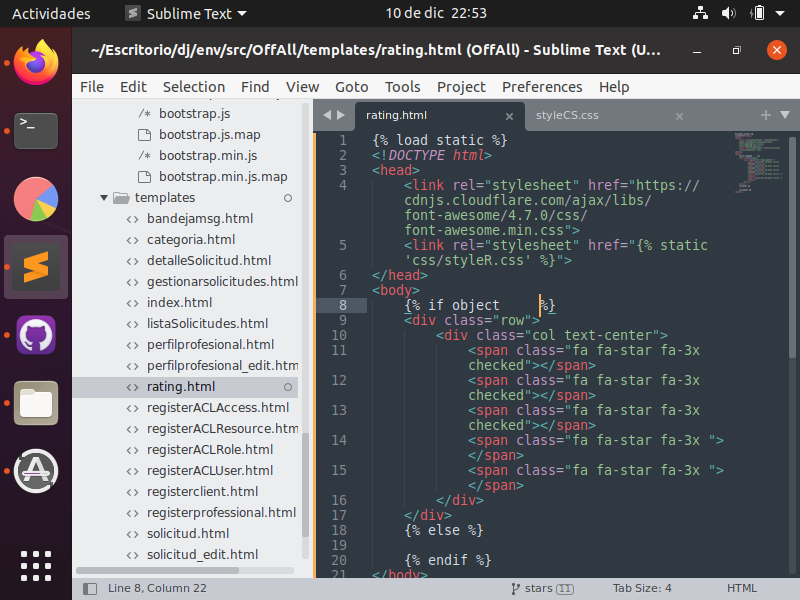 Actividades
Sublime Text
10 de dic 22:53
~/Escritorio/dj/env/src/OffAll/templates/rating.html (OffAll) - Sublime Text (U...
File Edit Selection Find View Goto Tools Project Preferences Help
/* bootstrap.js
bootstrap.js.map
/* bootstrap.min.js
bootstrap.min.js.map
templates
<> bandejamsg.html
<> categoria.html
<> detalleSolicitud.html
<> gestionarsolicitudes.html
<> index.html
<> listaSolicitudes.html
<> perfilprofesional.html
<> perfilprofesional_edit.htm
<> rating.html
<> registerACLAccess.html
<> registerACLResource.htm
<> registerACLRole.html
<> registerACLUser.html
<> registerclient.html
<> registerprofessional.html
<> solicitud.html
<> solicitud_edit.html
rating.html
styleCS.css
1 {% load static %}
2 <!DOCTYPE html>
3 <head>
4 <link rel="stylesheet" href="https://
cdnjs.cloudflare.com/ajax/libs/
font-awesome/4.7.0/css/
font-awesome.min.css">
5 <link rel="stylesheet" href="{% static
'css/styleR.css' %}">
6 </head>
7 <body>
8 {% if object %}
9 <div class="row">
10 <div class="col text-center">
11 <span class="fa fa-star fa-3x
checked"></span>
12 <span class="fa fa-star fa-3x
checked"></span>
13 <span class="fa fa-star fa-3x
checked"></span>
14 <span class="fa fa-star fa-3x ">
</span>
15 <span class="fa fa-star fa-3x ">
</span>
16 </div>
17 </div>
18 {% else %}
19
20 {% endif %}
21 </body>
Line 8, Column 22
stars 11
Tab Size: 4
HTML